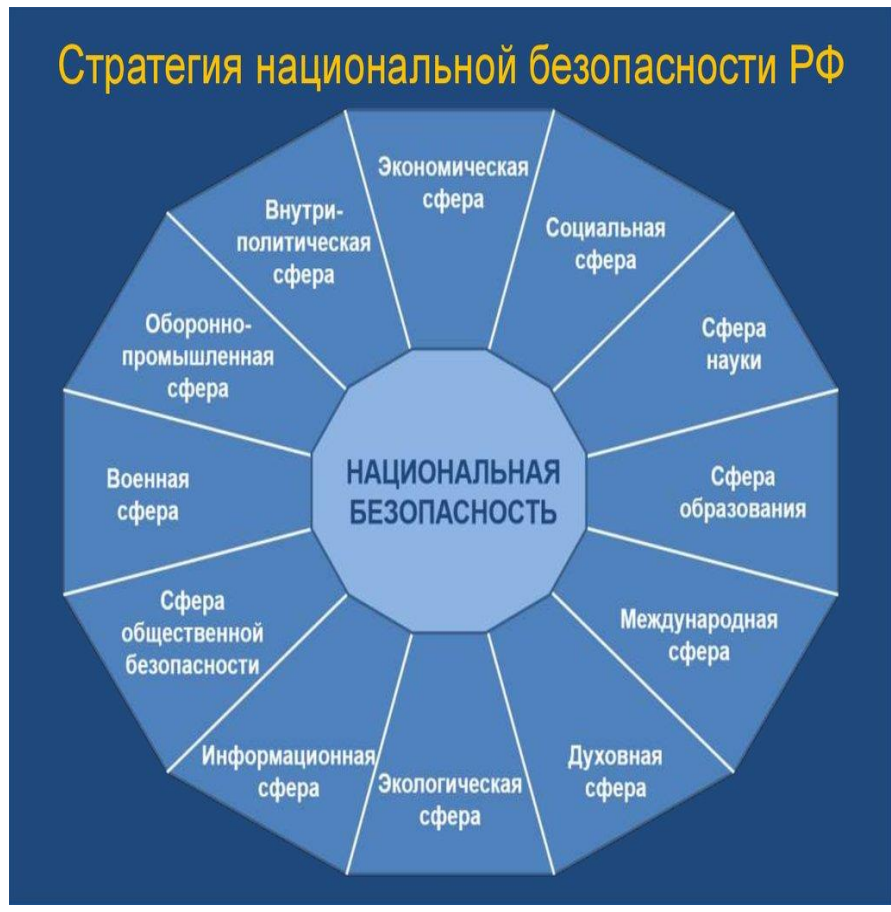 Стратегия национальной безопасности РФ
Экономическая
сфера
Социальная
сфера
Сфера
науки
Сфера
образования
Международная
сфера
Духовная
сфера
Экологическая
сфера
Информационная
сфера
Сфера
общественной
безопасности
Военная
сфера
Оборонно-
промышленная
сфера
Внутри-
политическая
сфера
НАЦИОНАЛЬНАЯ
БЕЗОПАСНОСТЬ